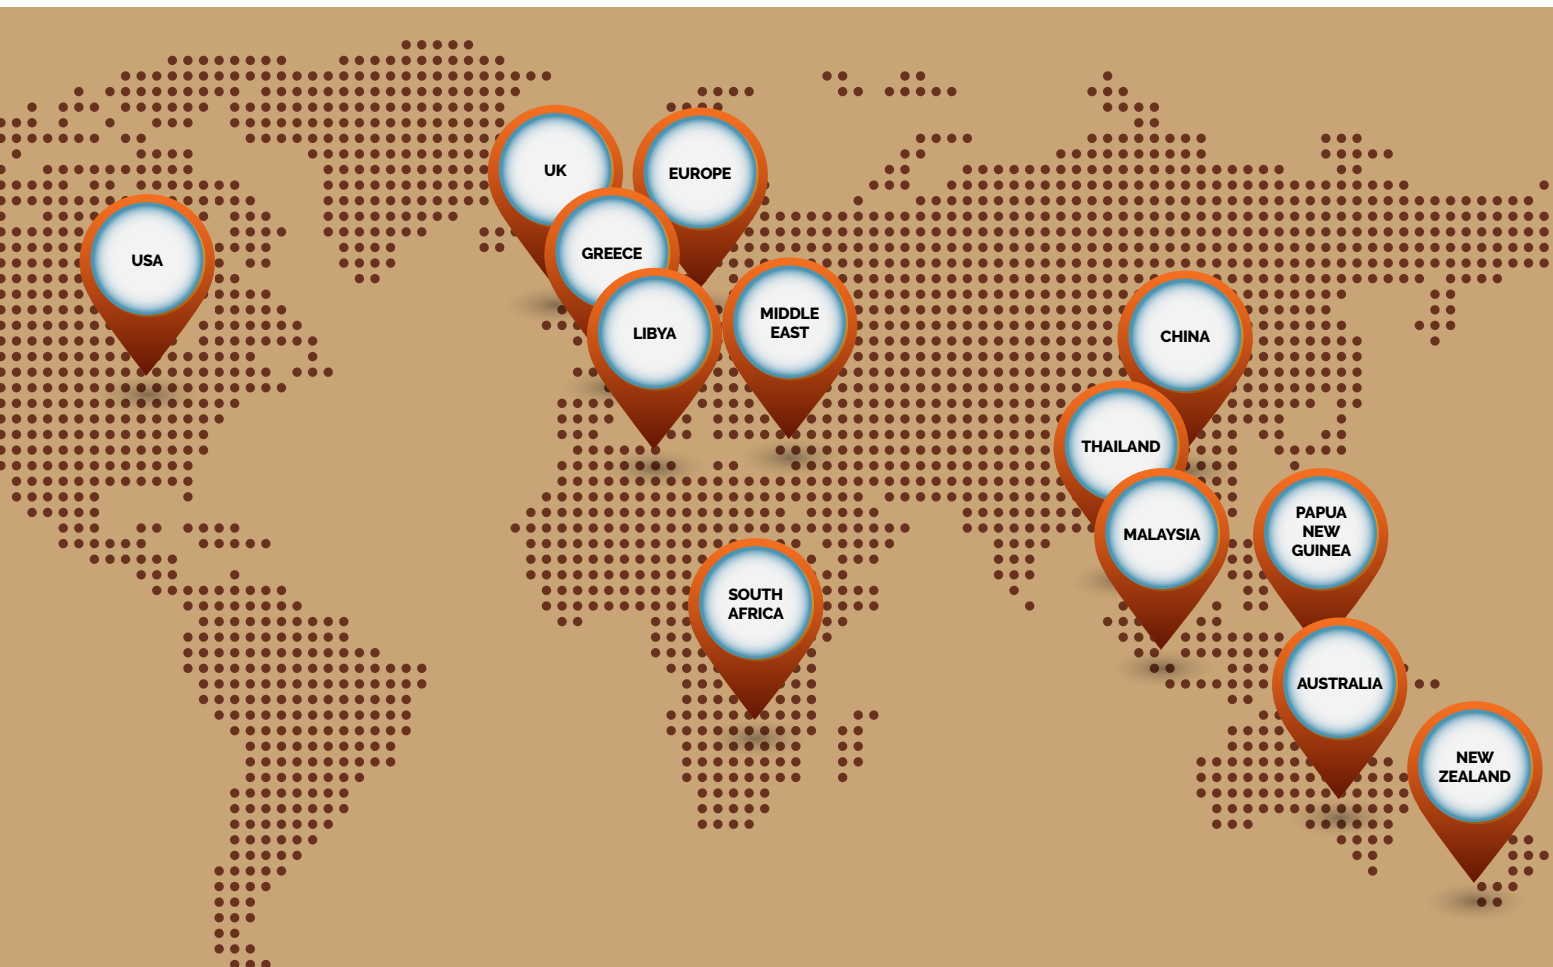 UK
EUROPE
USA
GREECE
LIBYA
MIDDLE
EAST
CHINA
THAILAND
MALAYSIA
PAPUA
NEW
GUINEA
SOUTH
AFRICA
AUSTRALIA
NEW
ZEALAND